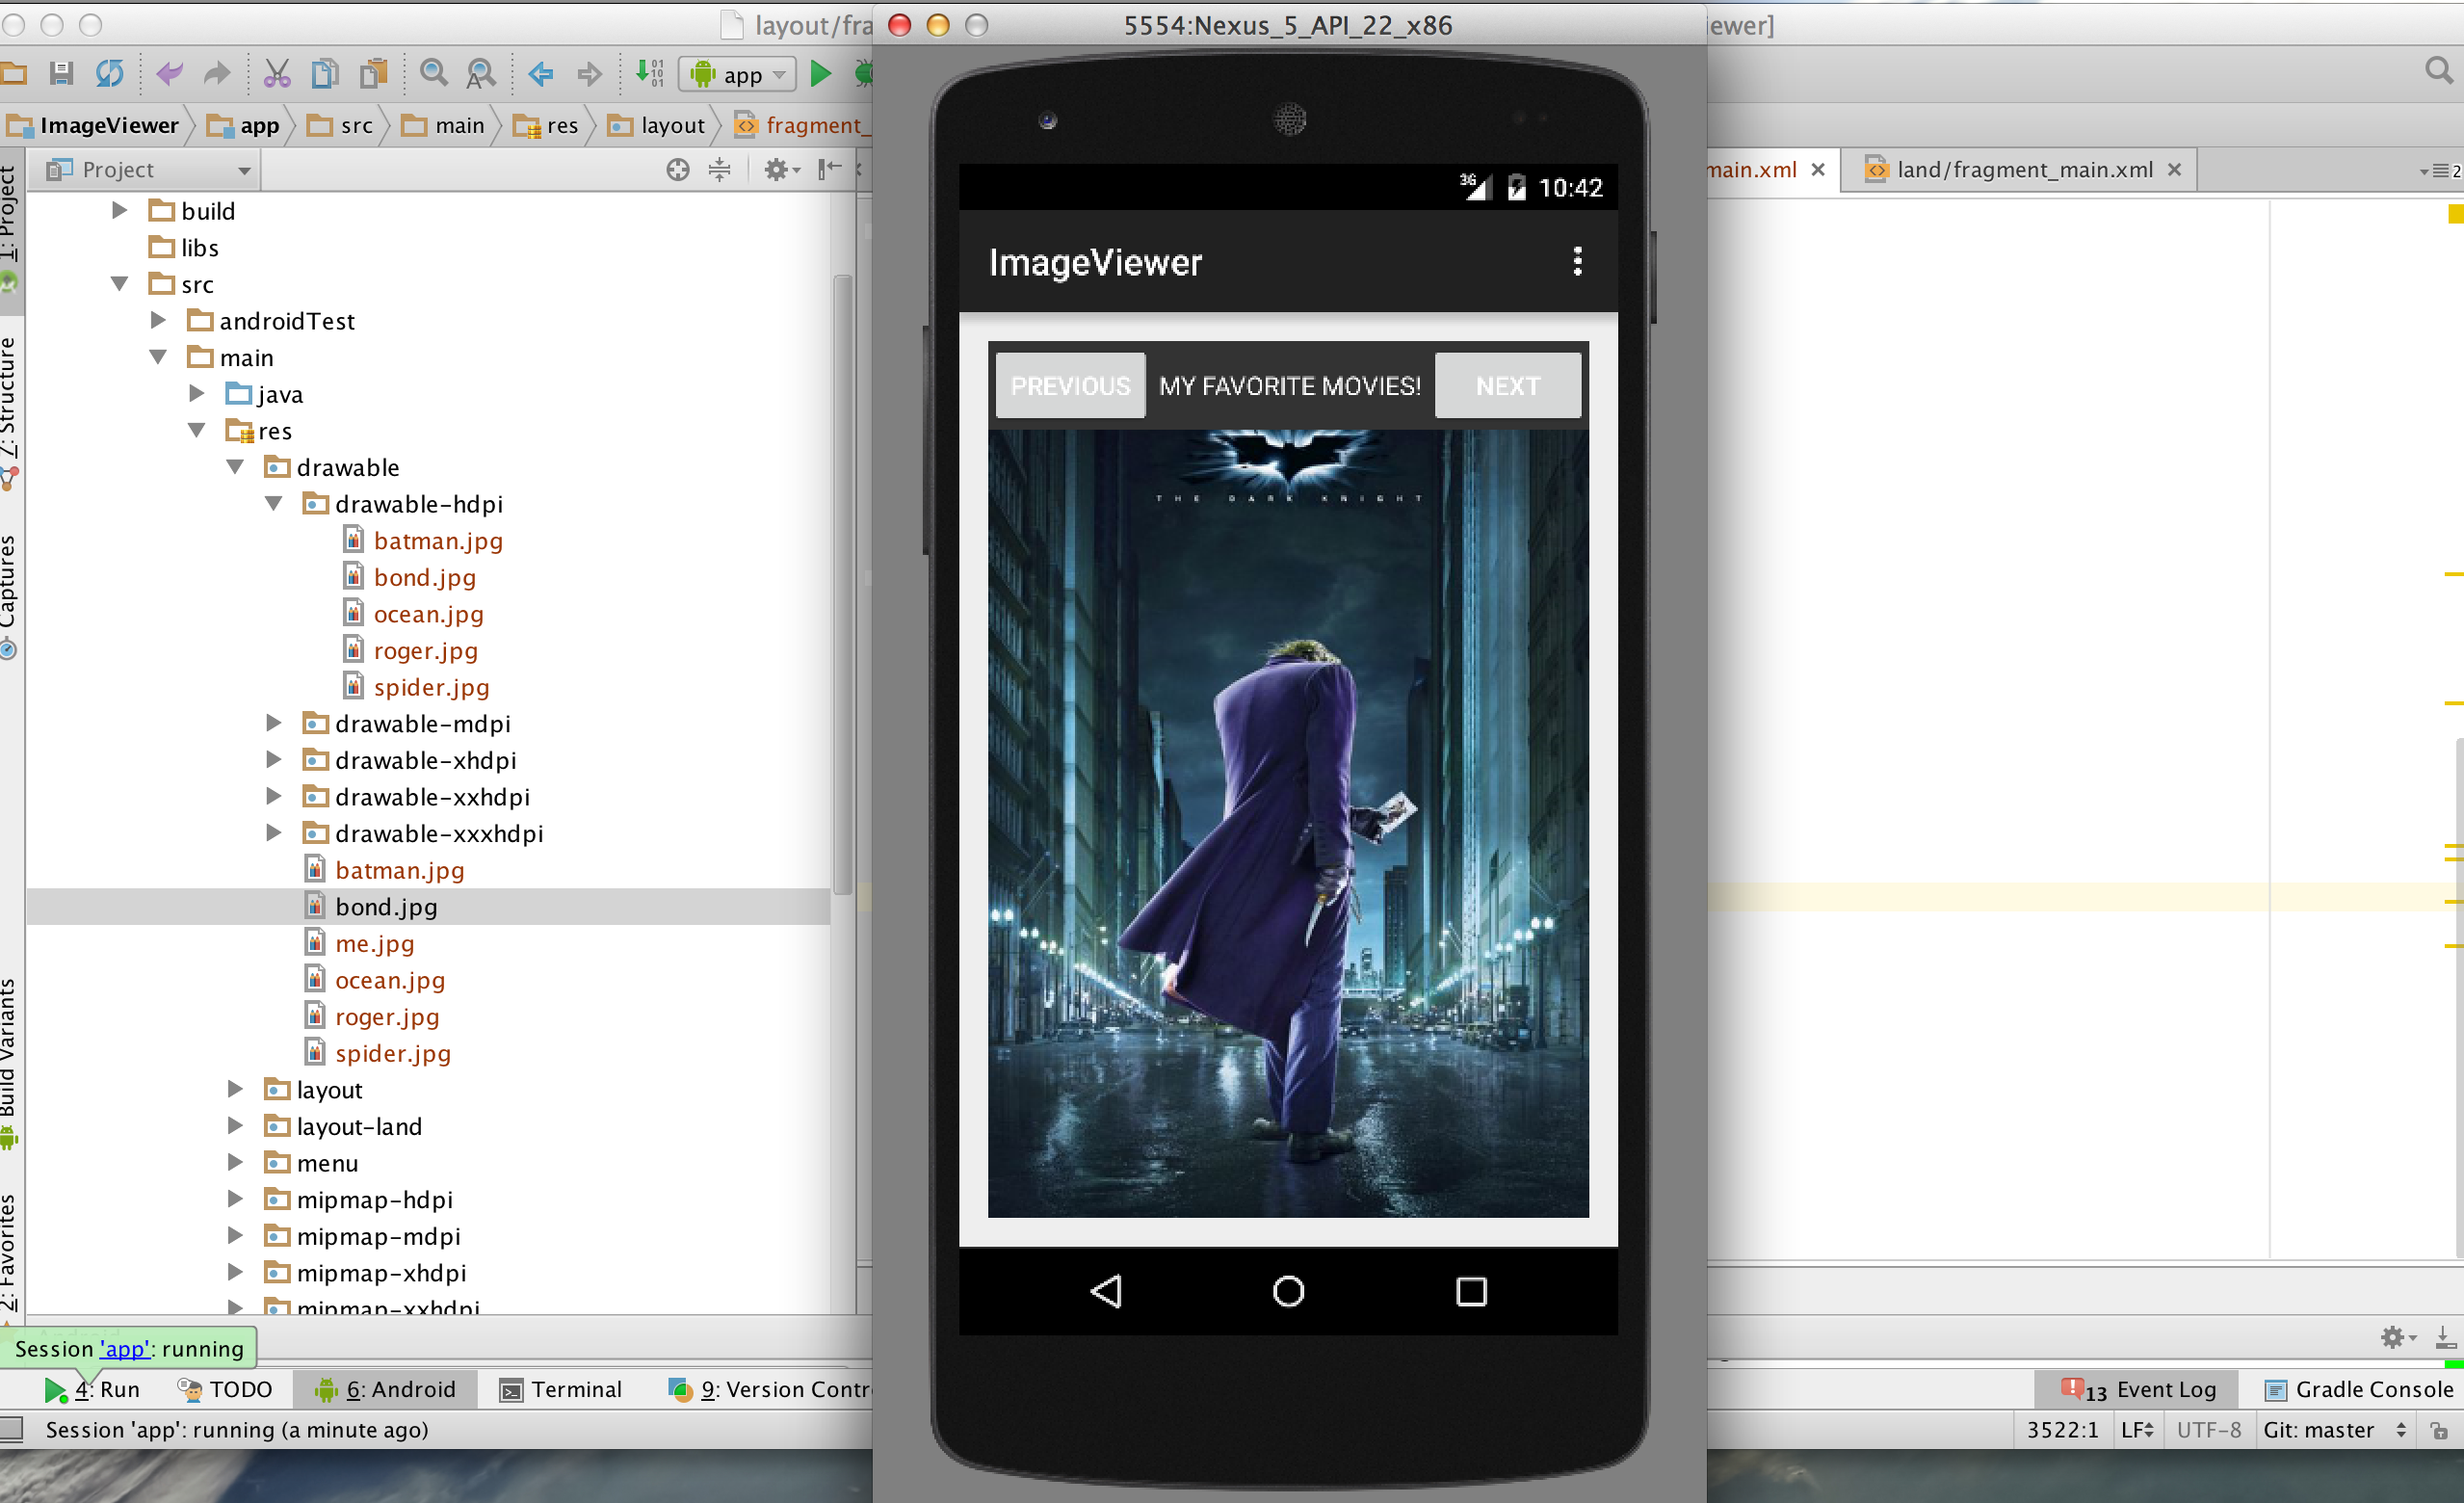 layout/fra
5554:Nexus_5_API_22_x86
ewer]
app
ImageViewer
app
src
main
res
layout
fragment_
1: Project
Project
main.xml
land/fragment_main.xml
2
7: Structure
Captures
Build Variants
2: Favorites
build
libs
src
androidTest
main
java
res
drawable
drawable-hdpi
batman.jpg
bond.jpg
ocean.jpg
roger.jpg
spider.jpg
drawable-mdpi
drawable-xhdpi
drawable-xxhdpi
drawable-xxxhdpi
batman.jpg
bond.jpg
me.jpg
ocean.jpg
roger.jpg
spider.jpg
layout
layout-land
menu
mipmap-hdpi
mipmap-mdpi
mipmap-xhdpi
mipmap-xxhdpi
3G 10:42
ImageViewer
PREVIOUS MY FAVORITE MOVIES! NEXT
THE DARK KNIGHT
Session 'app': running
4: Run
TODO
6: Android
Terminal
9: Version Contr
13 Event Log
Gradle Console
Session 'app': running (a minute ago)
3522:1
LF
UTF-8
Git: master